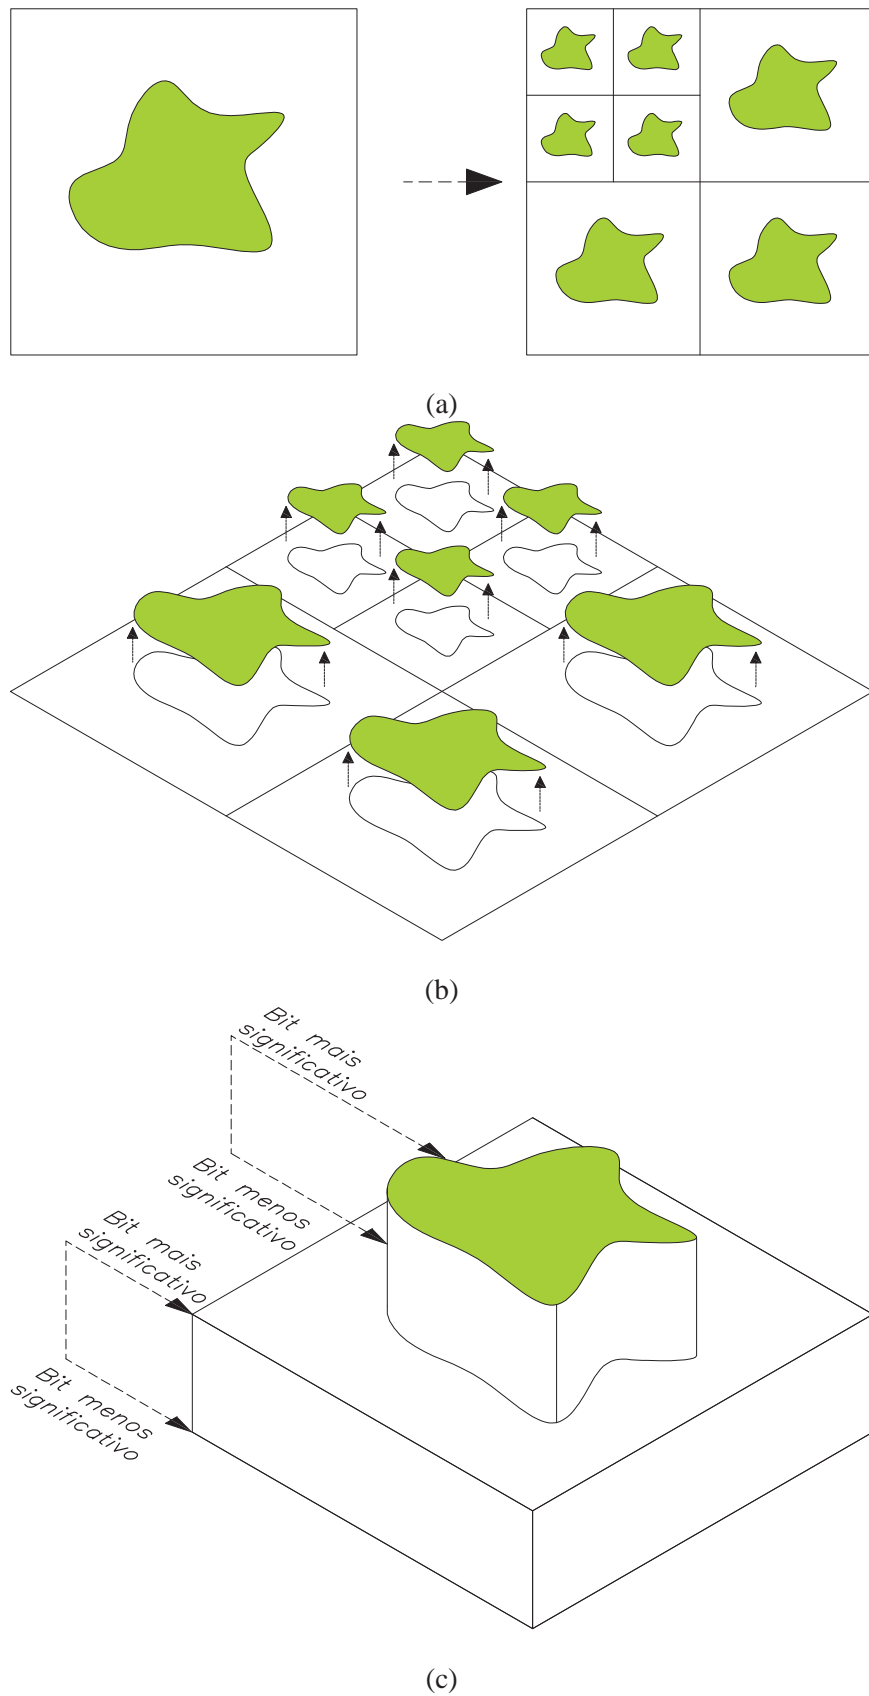 (a)
(b)
Bit mais
significativo
Bit menos
significativo
Bit mais
significativo
Bit menos
significativo
(c)